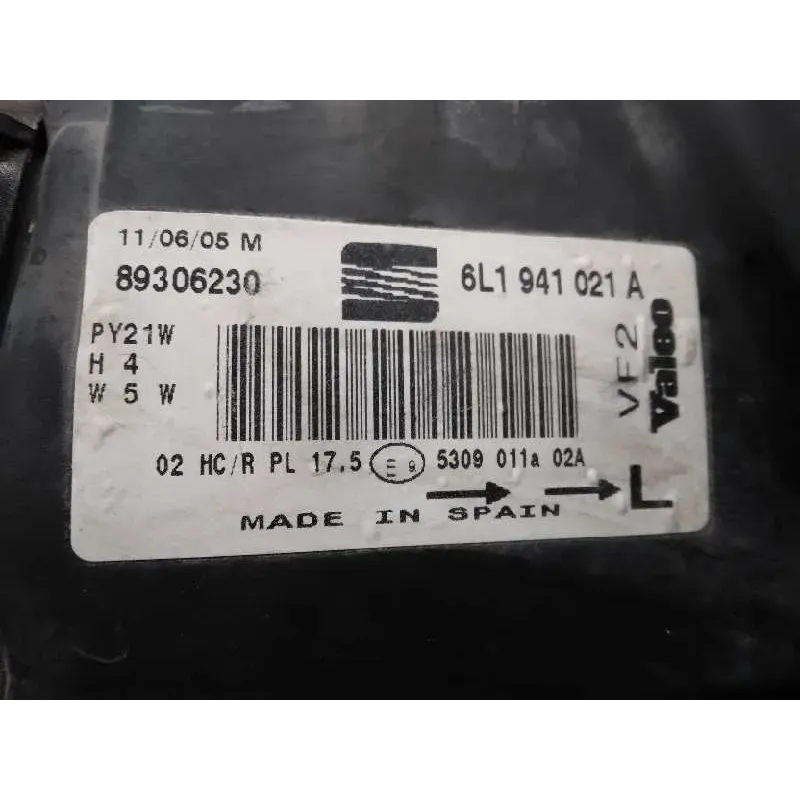 11/06/05 M
89306230
6L1 941 021 A
PY21W
H 4
W 5 W
VF2
Valeo
02 HC/R PL 17.5 E 9 5309 011a 02A
L
MADE IN SPAIN